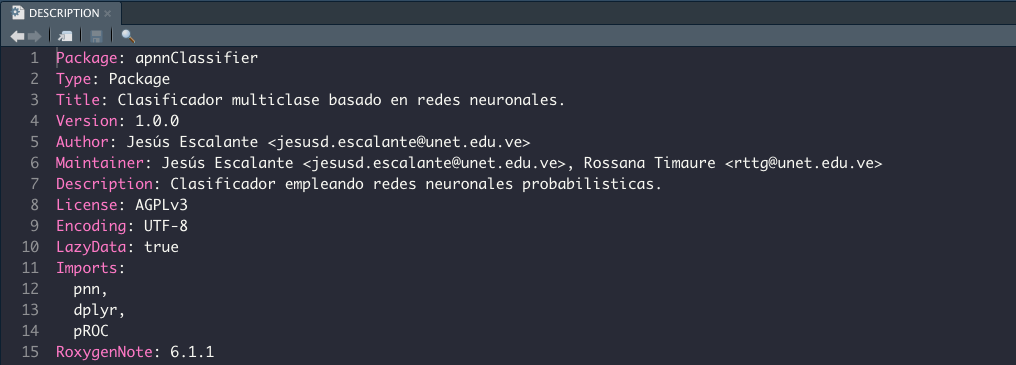 DESCRIPTION
1 Package: apnnClassifier
2 Type: Package
3 Title: Clasificador multiclase basado en redes neuronales.
4 Version: 1.0.0
5 Author: Jesús Escalante <jesusd.escalante@unet.edu.ve>
6 Maintainer: Jesús Escalante <jesusd.escalante@unet.edu.ve>, Rossana Timaure <rttg@unet.edu.ve>
7 Description: Clasificador empleando redes neuronales probabilisticas.
8 License: AGPLv3
9 Encoding: UTF-8
10 LazyData: true
11 Imports:
12 pnn,
13 dplyr,
14 pROC
15 RoxygenNote: 6.1.1